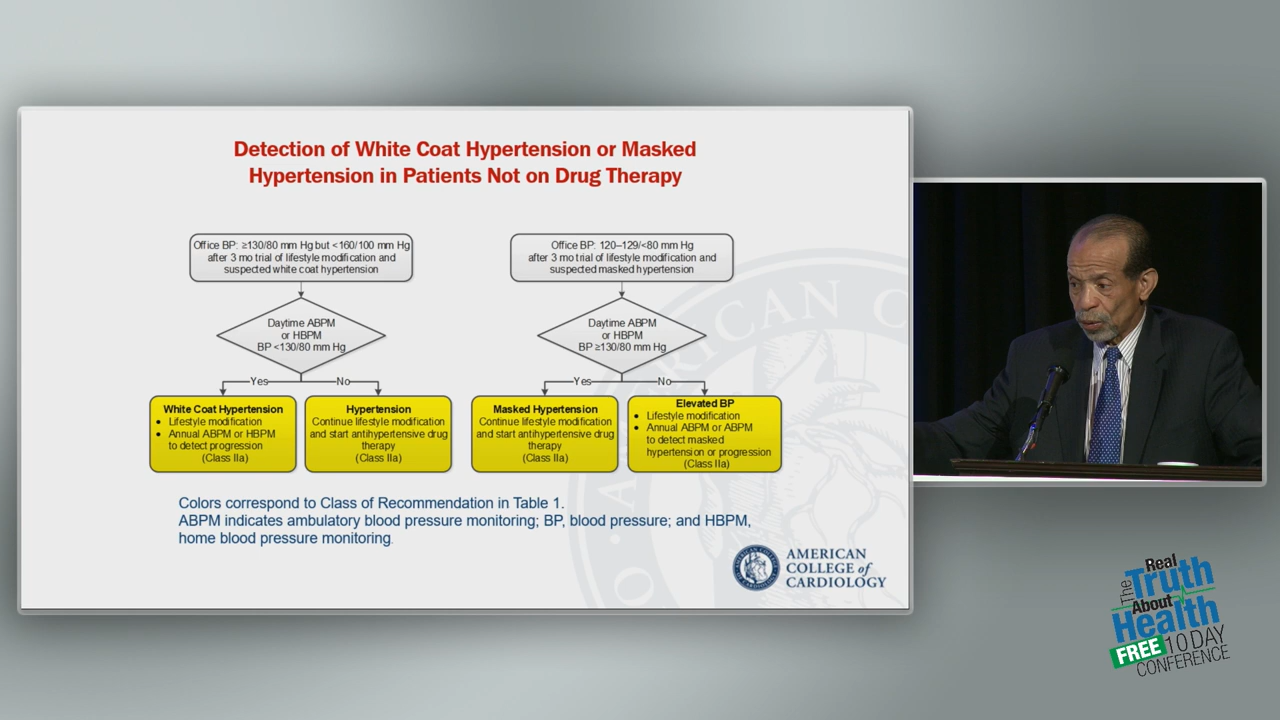 Detection of White Coat Hypertension or Masked
Hypertension in Patients Not on Drug Therapy
Office BP: ≥130/80 mm Hg but <160/100 mm Hg
after 3 mo trial of lifestyle modification and
suspected white coat hypertension
Daytime ABPM
or HBPM
BP <130/80 mm Hg
Yes
No
White Coat Hypertension
• Lifestyle modification
• Annual ABPM or HBPM
to detect progression
(Class IIa)
Hypertension
Continue lifestyle modification
and start antihypertensive drug
therapy
(Class IIa)
Office BP: 120–129/<80 mm Hg
after 3 mo trial of lifestyle modification and
suspected masked hypertension
Daytime ABPM
or HBPM
BP ≥130/80 mm Hg
Yes
No
Masked Hypertension
Continue lifestyle modification
and start antihypertensive drug
therapy
(Class IIa)
Elevated BP
• Lifestyle modification
• Annual ABPM or ABPM
to detect masked
hypertension or progression
(Class IIa)
Colors correspond to Class of Recommendation in Table 1.
ABPM indicates ambulatory blood pressure monitoring; BP, blood pressure; and HBPM,
home blood pressure monitoring.
AMERICAN
COLLEGE of
CARDIOLOGY
The Real
Truth
About
Health
FREE 10 DAY
CONFERENCE